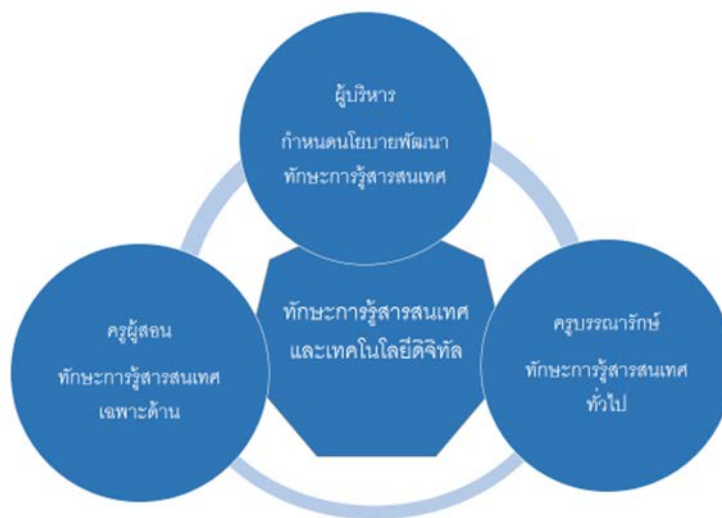 ผู้บริหาร
กำหนดนโยบายพัฒนา
ทักษะการรู้สารสนเทศ
ทักษะการรู้สารสนเทศ
และเทคโนโลยีดิจิทัล
ครูผู้สอน
ทักษะการรู้สารสนเทศ
เฉพาะด้าน
ครูบรรณารักษ์
ทักษะการรู้สารสนเทศ
ทั่วไป